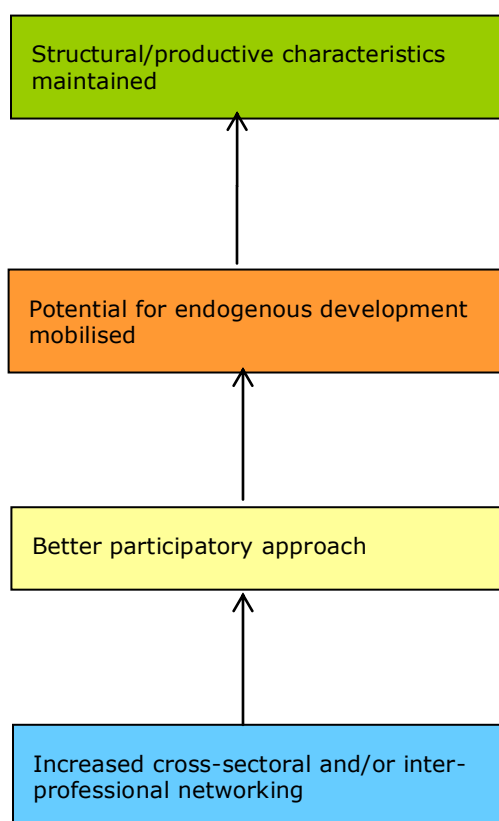 Structural/productive characteristics
maintained
Potential for endogenous development
mobilised
Better participatory approach
Increased cross-sectoral and/or inter-
professional networking